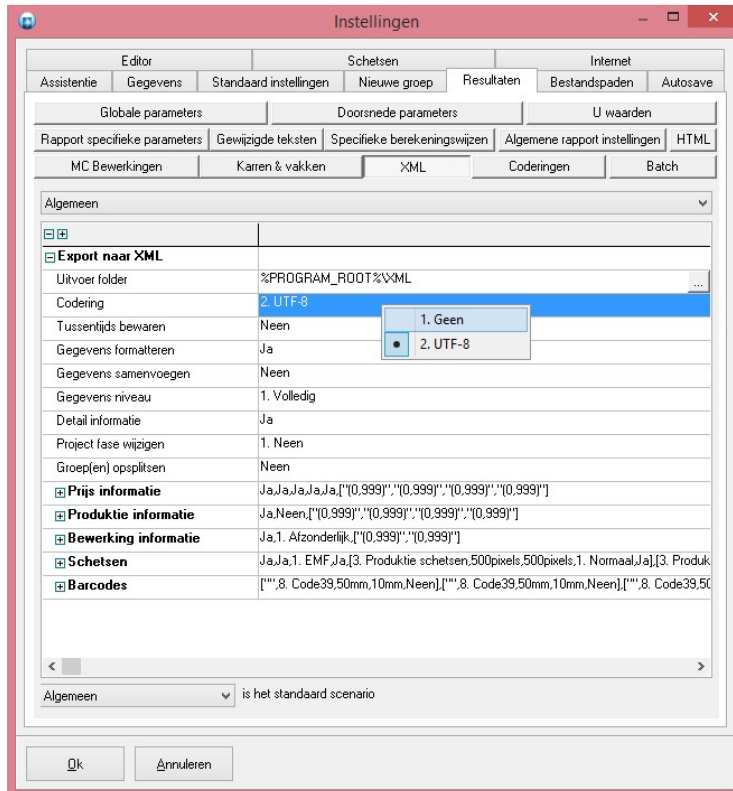 Instellingen
Editor Schetsen Internet
Assistentie Gegevens Standaard instellingen Nieuwe groep Resultaten Bestandspaden Autosave
Globale parameters Doorsnede parameters U waarden
Rapport specifieke parameters Gewijzigde teksten Specifieke berekeningswijzen Algemene rapport instellingen HTML
MC Bewerkingen Karren & vakken XML Coderingen Batch
Algemeen
Export naar XML
Uitvoer folder %PROGRAM_ROOT%\XML ...
Codering 2. UTF-8
1. Geen
Tussentijds bewaren Neen
2. UTF-8
Gegevens formatteren Ja
Gegevens samenvoegen Neen
Gegevens niveau 1. Volledig
Detail informatie Ja
Project fase wijzigen 1. Neen
Groep(en) opsplitsen Neen
Prijs informatie Ja,Ja,Ja,Ja,Ja,["(0,999)","(0,999)","(0,999)","(0,999)"]
Produktie informatie Ja,Neen,["(0,999)","(0,999)","(0,999)","(0,999)"]
Bewerking informatie Ja,1. Afzonderlijk,["(0,999)","(0,999)"]
Schetsen Ja,Ja,1. EMF,Ja,[3. Produktie schetsen,500pixels,500pixels,1. Normaal,Ja],[3. Produk
Barcodes ["",8. Code39,50mm,10mm,Neen],["",8. Code39,50mm,10mm,Neen],["",8. Code39,50
Algemeen is het standaard scenario
Ok Annuleren